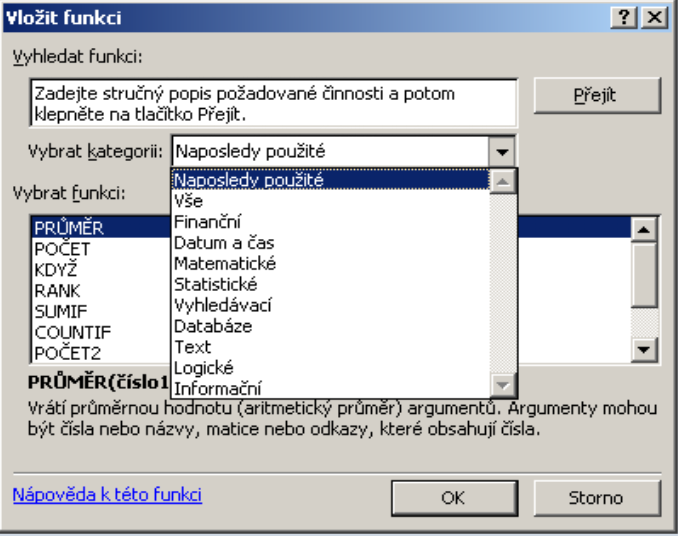 Vložit funkci
Vyhledat funkci:
Zadejte stručný popis požadované činnosti a potom
klepněte na tlačítko Přejít.
Přejít
Vybrat kategorii:
Naposledy použité
Naposledy použité
Vše
Finanční
Datum a čas
Matematické
Statistické
Vyhledávací
Databáze
Text
Logické
Informační
Vybrat funkci:
PRŮMĚR
POČET
KDYŽ
RANK
SUMIF
COUNTIF
POČET2
PRŮMĚR(číslo1
Vrátí průměrnou hodnotu (aritmetický průměr) argumentů. Argumenty mohou
být čísla nebo názvy, matice nebo odkazy, které obsahují čísla.
Nápověda k této funkci
OK
Storno